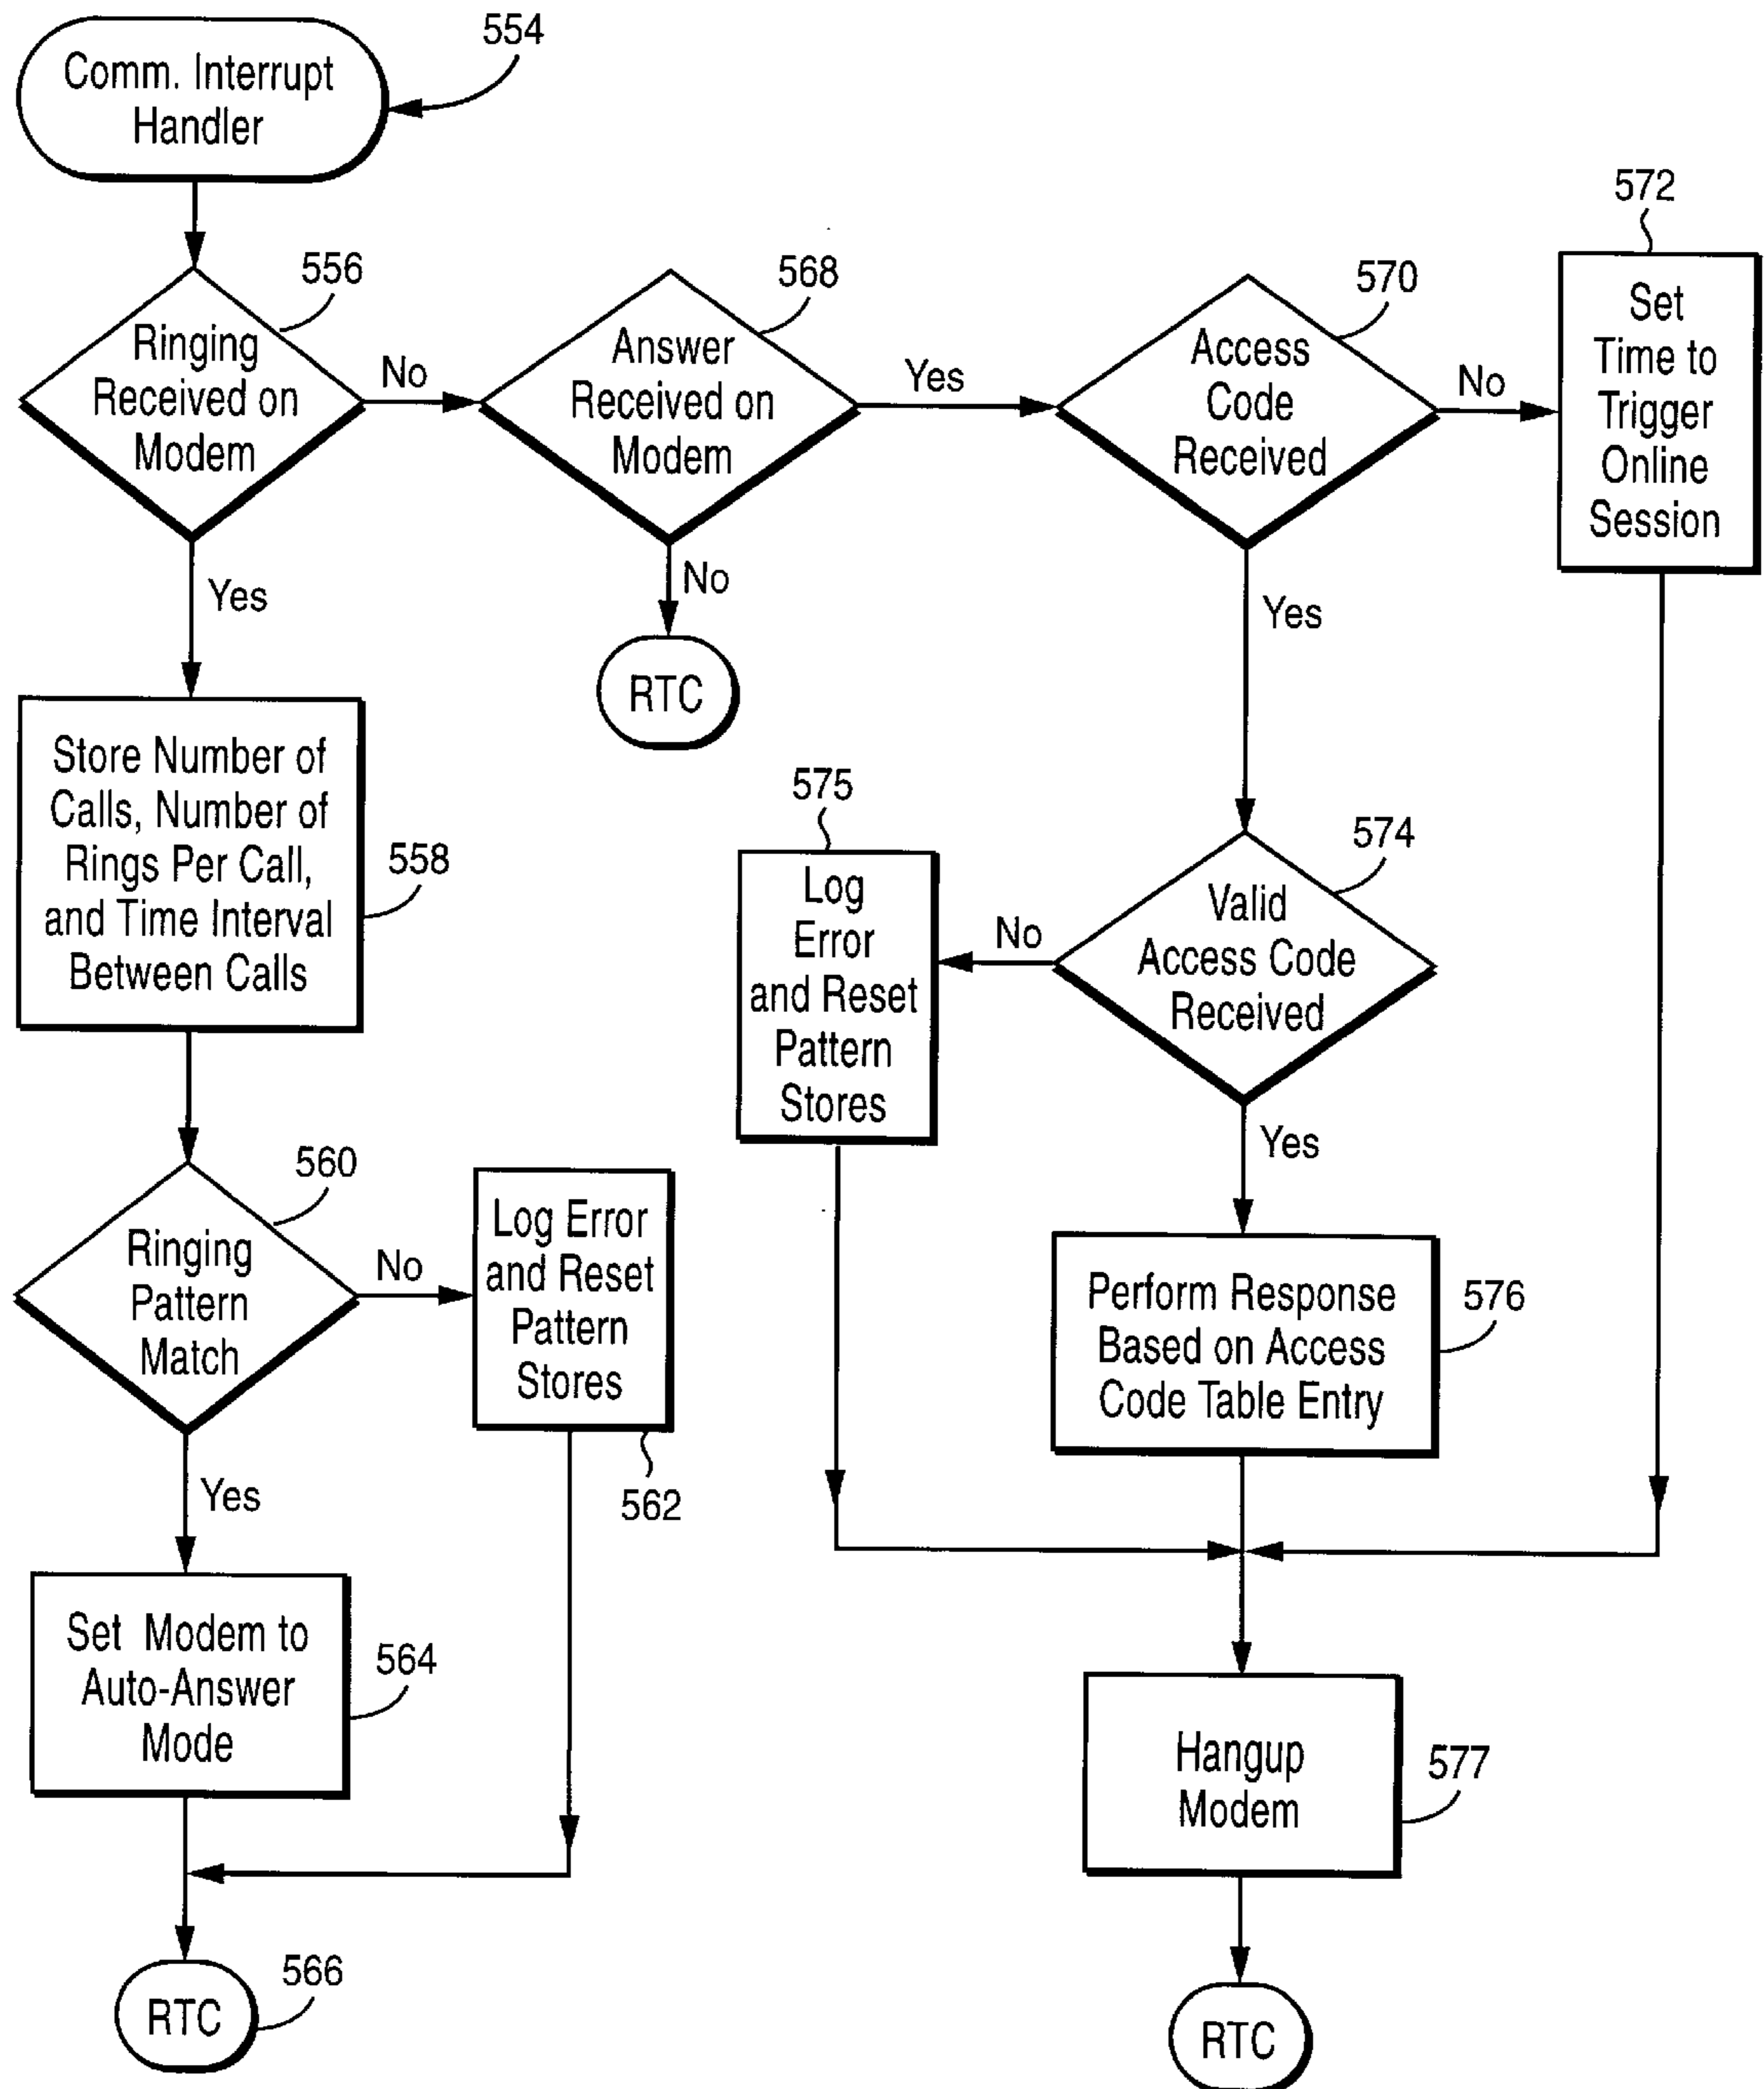 554
Comm. Interrupt
Handler
572
556
568
570
Set
Time to
Trigger
Online
Session
Ringing
Received on
Modem
No
Answer
Received on
Modem
Yes
Access
Code
Received
No
Yes
No
Yes
RTC
Store Number of
Calls, Number of
Rings Per Call,
and Time Interval
Between Calls
558
575
Log
Error
and Reset
Pattern
Stores
No
574
Valid
Access Code
Received
Yes
560
Ringing
Pattern
Match
No
Log Error
and Reset
Pattern
Stores
562
Perform Response
Based on Access
Code Table Entry
576
Yes
Set Modem to
Auto-Answer
Mode
564
Hangup
Modem
577
RTC
566
RTC